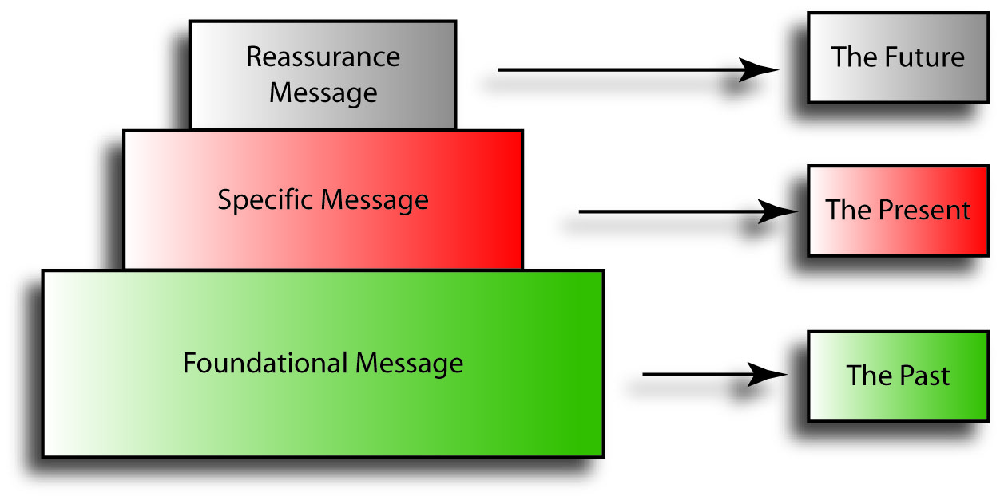 Reassurance
Message
The Future
Specific Message
The Present
Foundational Message
The Past